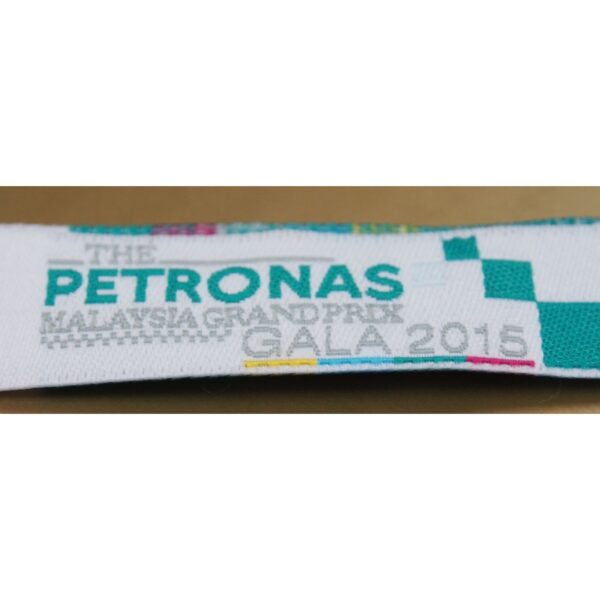 THE
PETRONAS
MALAYSIA GRAND PRIX
GALA 2015